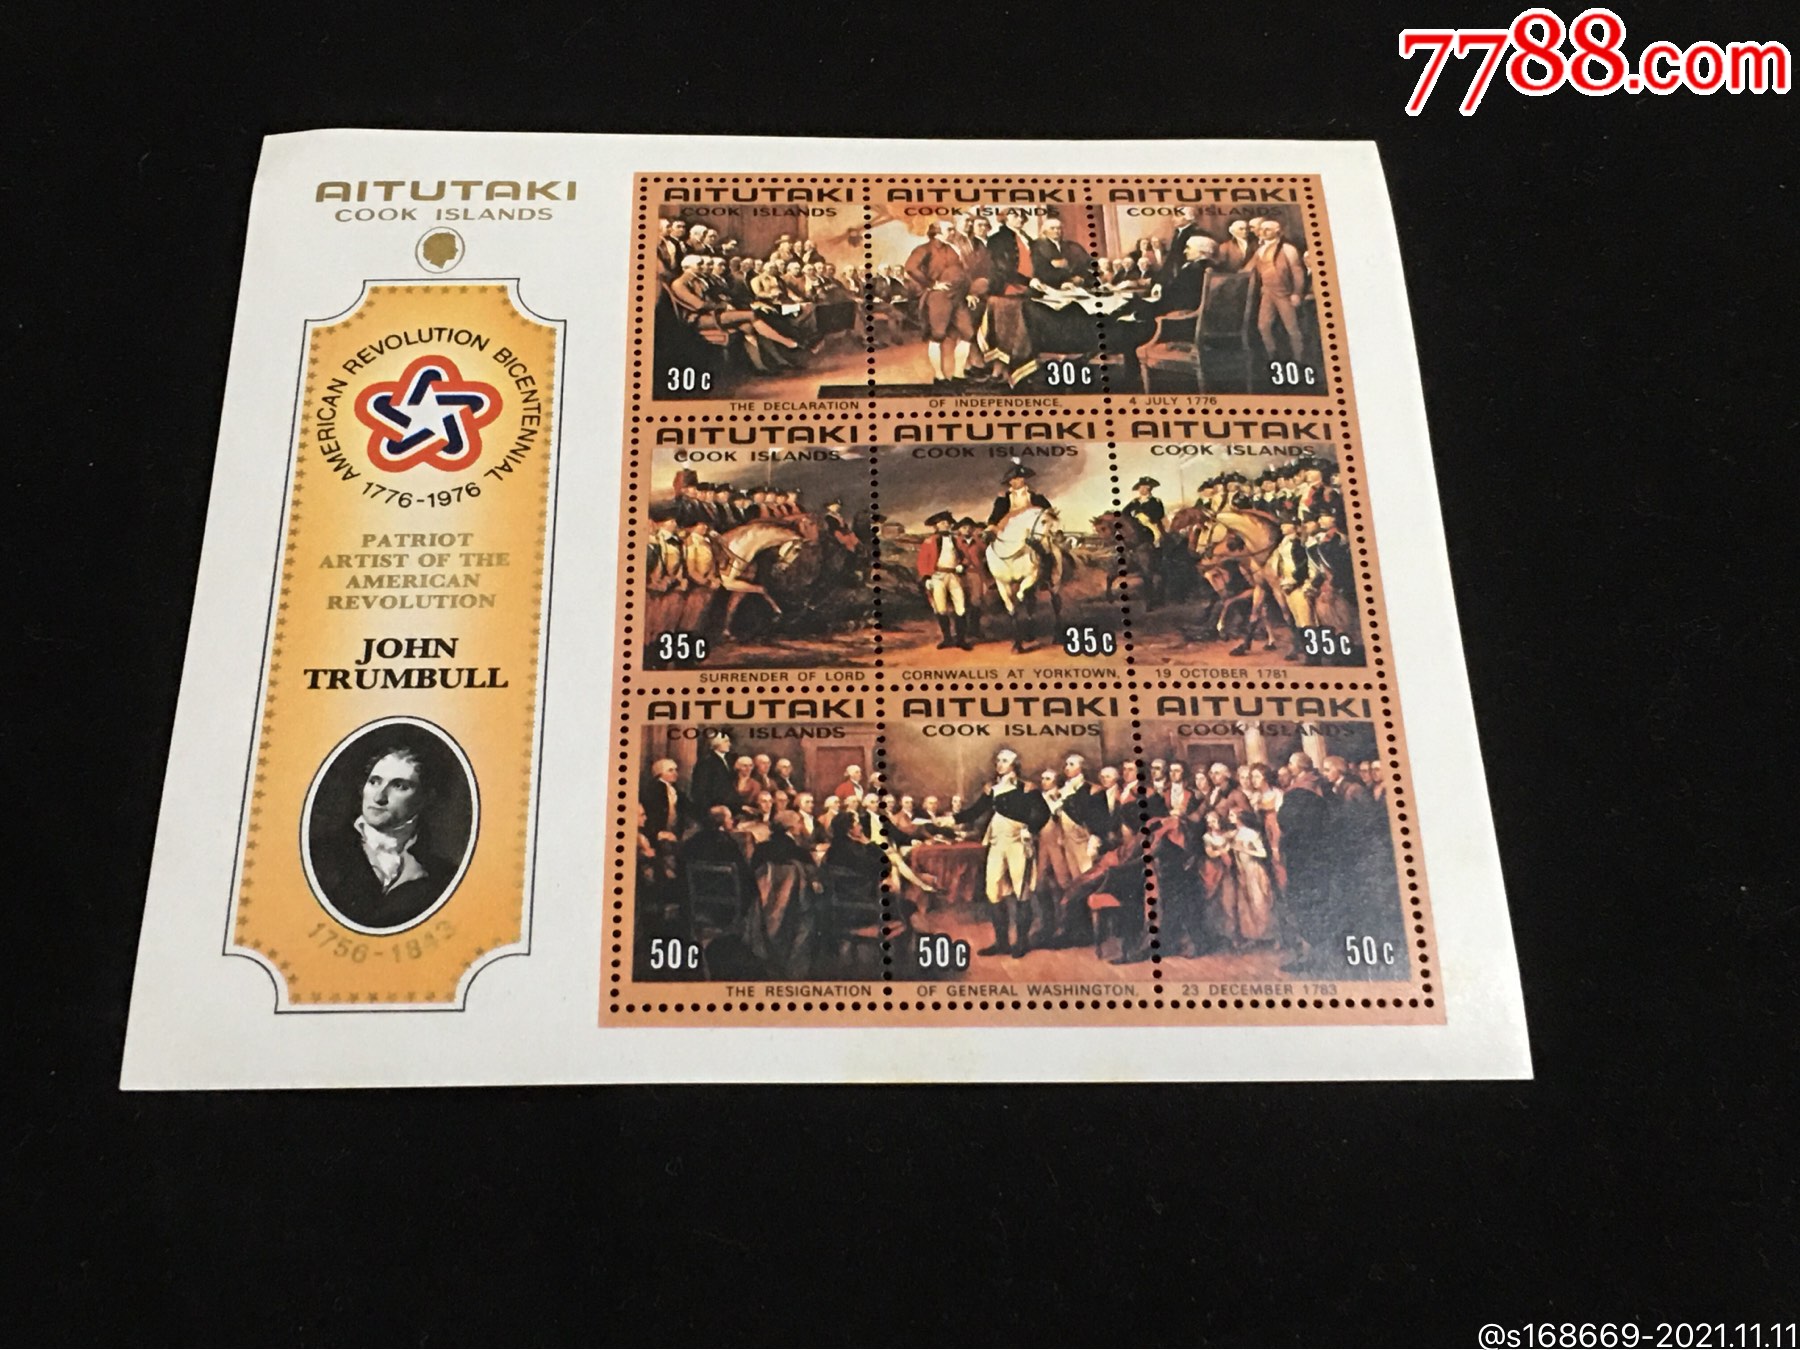 7788.com
AITUTAKI
COOK ISLANDS
AMERICAN REVOLUTION BICENTENNIAL
1776-1976
PATRIOT
ARTIST OF THE
AMERICAN
REVOLUTION
JOHN
TRUMBULL
1756-1843
AITUTAKI AITUTAKI AITUTAKI
COOK ISLANDS COOK ISLANDS COOK ISLANDS
30c 30c 30c
THE DECLARATION OF INDEPENDENCE, 4 JULY 1776
AITUTAKI AITUTAKI AITUTAKI
COOK ISLANDS COOK ISLANDS COOK ISLANDS
35c 35c 35c
SURRENDER OF LORD CORNWALLIS AT YORKTOWN, 19 OCTOBER 1781
AITUTAKI AITUTAKI AITUTAKI
COOK ISLANDS COOK ISLANDS COOK ISLANDS
50c 50c 50c
THE RESIGNATION OF GENERAL WASHINGTON, 23 DECEMBER 1783
@s168669-2021.11.11